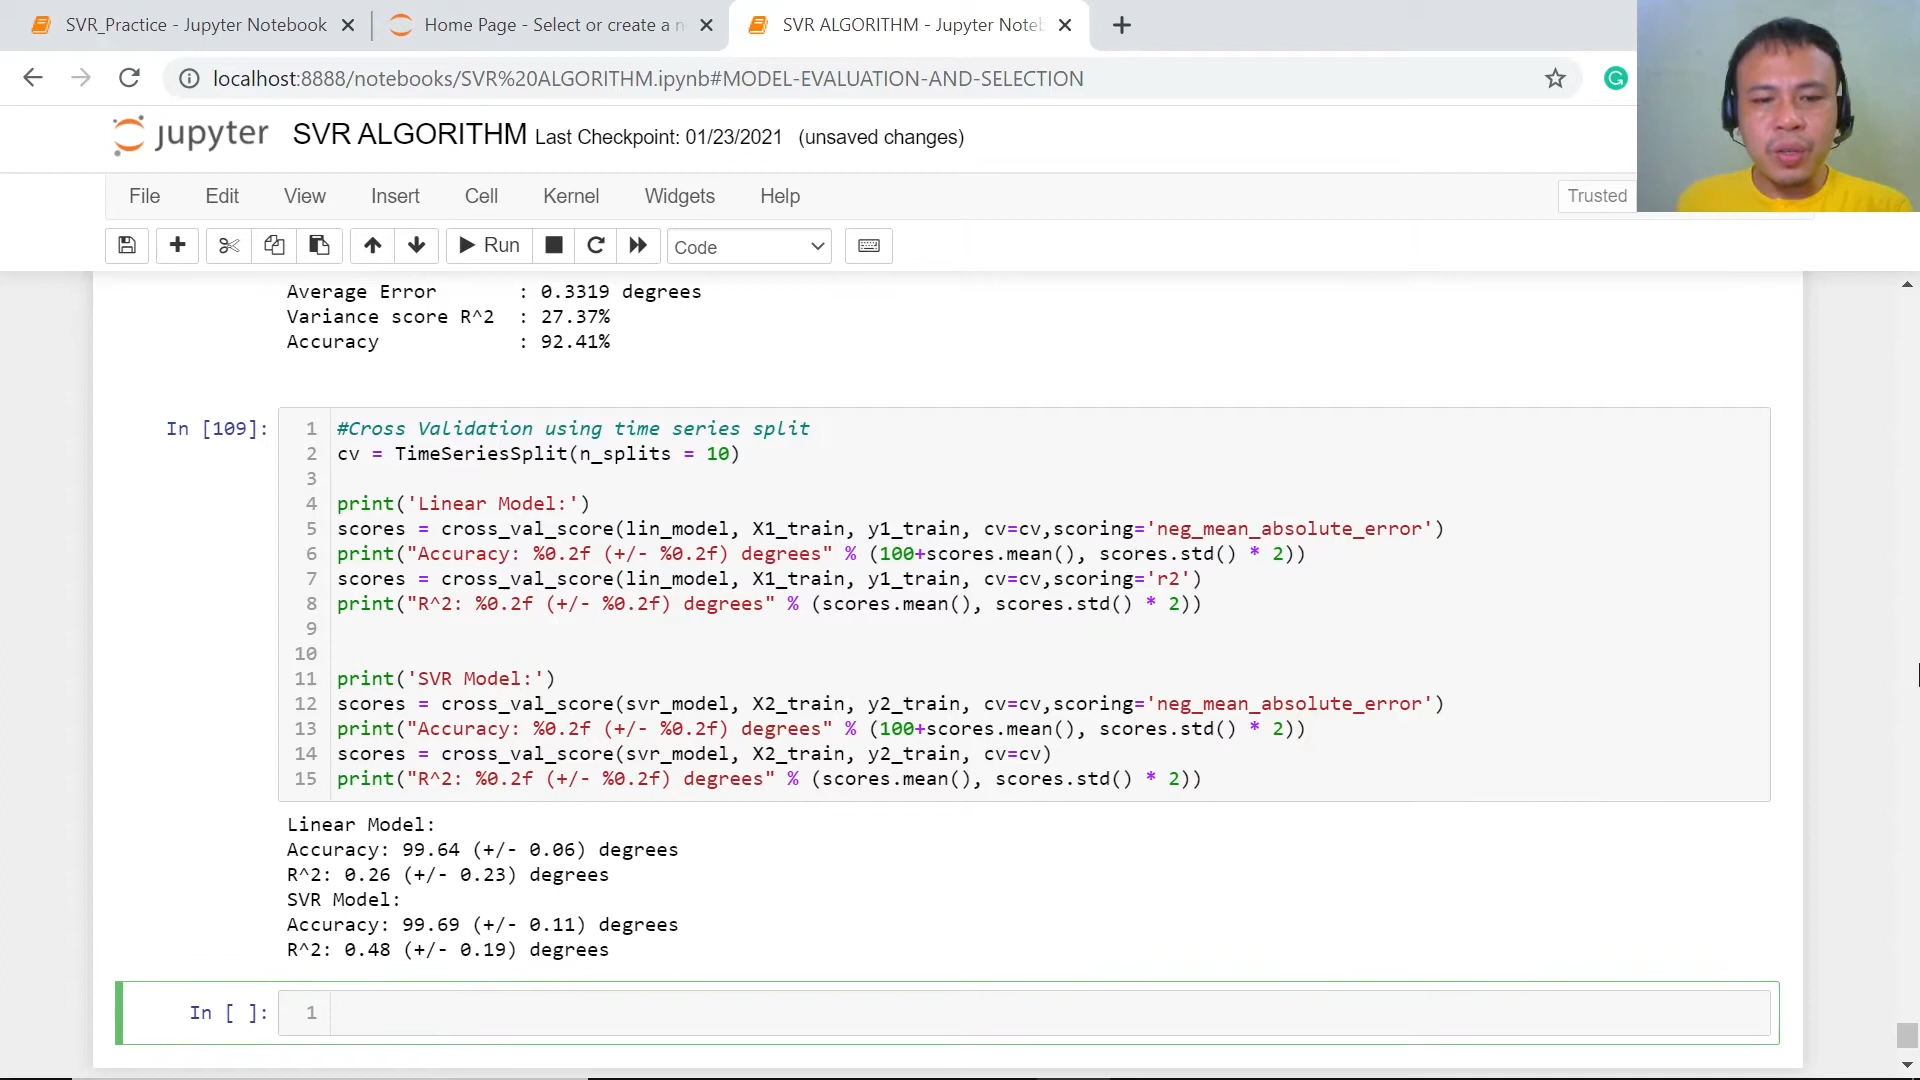 SVR_Practice - Jupyter Notebook
Home Page - Select or create a n
SVR ALGORITHM - Jupyter Noteb
localhost:8888/notebooks/SVR%20ALGORITHM.ipynb#MODEL-EVALUATION-AND-SELECTION
jupyter SVR ALGORITHM Last Checkpoint: 01/23/2021 (unsaved changes)
File Edit View Insert Cell Kernel Widgets Help Trusted
Run Code
Average Error : 0.3319 degrees
Variance score R^2 : 27.37%
Accuracy : 92.41%
In [109]:
1 #Cross Validation using time series split
2 cv = TimeSeriesSplit(n_splits = 10)
3
4 print('Linear Model:')
5 scores = cross_val_score(lin_model, X1_train, y1_train, cv=cv,scoring='neg_mean_absolute_error')
6 print("Accuracy: %0.2f (+/- %0.2f) degrees" % (100+scores.mean(), scores.std() * 2))
7 scores = cross_val_score(lin_model, X1_train, y1_train, cv=cv,scoring='r2')
8 print("R^2: %0.2f (+/- %0.2f) degrees" % (scores.mean(), scores.std() * 2))
9
10
11 print('SVR Model:')
12 scores = cross_val_score(svr_model, X2_train, y2_train, cv=cv,scoring='neg_mean_absolute_error')
13 print("Accuracy: %0.2f (+/- %0.2f) degrees" % (100+scores.mean(), scores.std() * 2))
14 scores = cross_val_score(svr_model, X2_train, y2_train, cv=cv)
15 print("R^2: %0.2f (+/- %0.2f) degrees" % (scores.mean(), scores.std() * 2))
Linear Model:
Accuracy: 99.64 (+/- 0.06) degrees
R^2: 0.26 (+/- 0.23) degrees
SVR Model:
Accuracy: 99.69 (+/- 0.11) degrees
R^2: 0.48 (+/- 0.19) degrees
In [ ]: 1